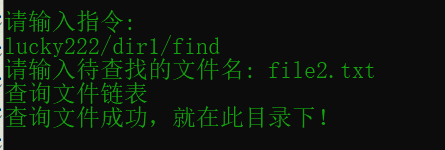 请输入指令:
lucky222/dir1/find
请输入待查找的文件名: file2.txt
查询文件链表
查询文件成功，就在此目录下!